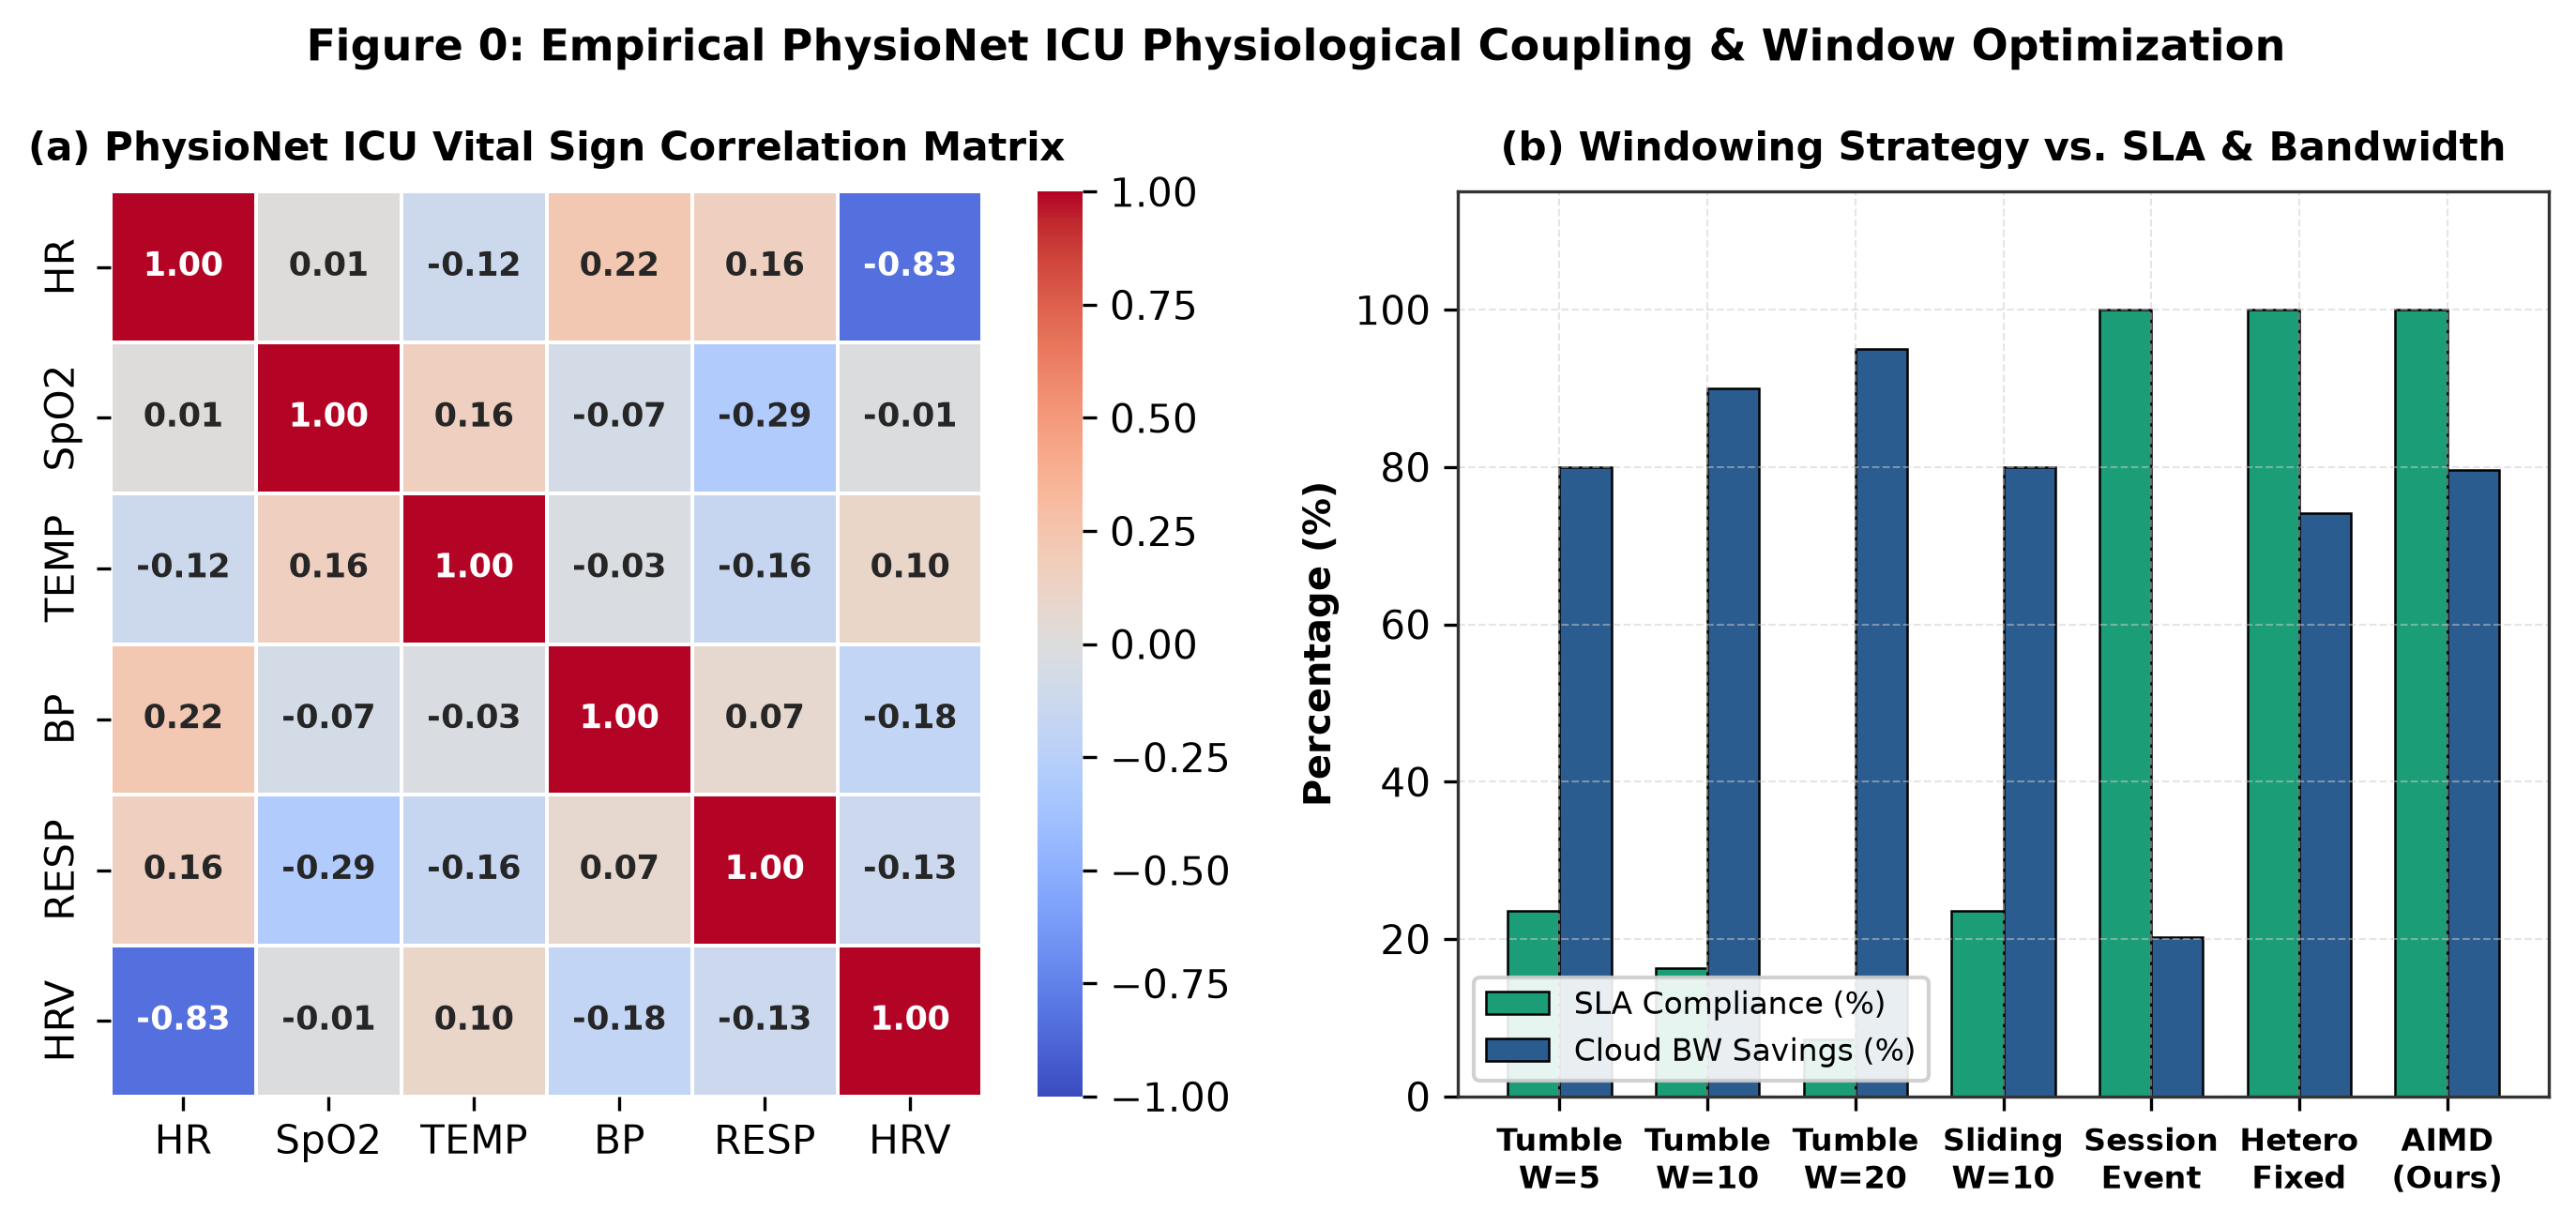 Figure 0: Empirical PhysioNet ICU Physiological Coupling & Window Optimization
(a) PhysioNet ICU Vital Sign Correlation Matrix
HR 1.00 0.01 -0.12 0.22 0.16 -0.83
SpO2 0.01 1.00 0.16 -0.07 -0.29 -0.01
TEMP -0.12 0.16 1.00 -0.03 -0.16 0.10
BP 0.22 -0.07 -0.03 1.00 0.07 -0.18
RESP 0.16 -0.29 -0.16 0.07 1.00 -0.13
HRV -0.83 -0.01 0.10 -0.18 -0.13 1.00
HR SpO2 TEMP BP RESP HRV
1.00
0.75
0.50
0.25
0.00
−0.25
−0.50
−0.75
−1.00
(b) Windowing Strategy vs. SLA & Bandwidth
Percentage (%)
100
80
60
40
20
0
SLA Compliance (%)
Cloud BW Savings (%)
Tumble Tumble Tumble Sliding Session Hetero AIMD
W=5 W=10 W=20 W=10 Event Fixed (Ours)